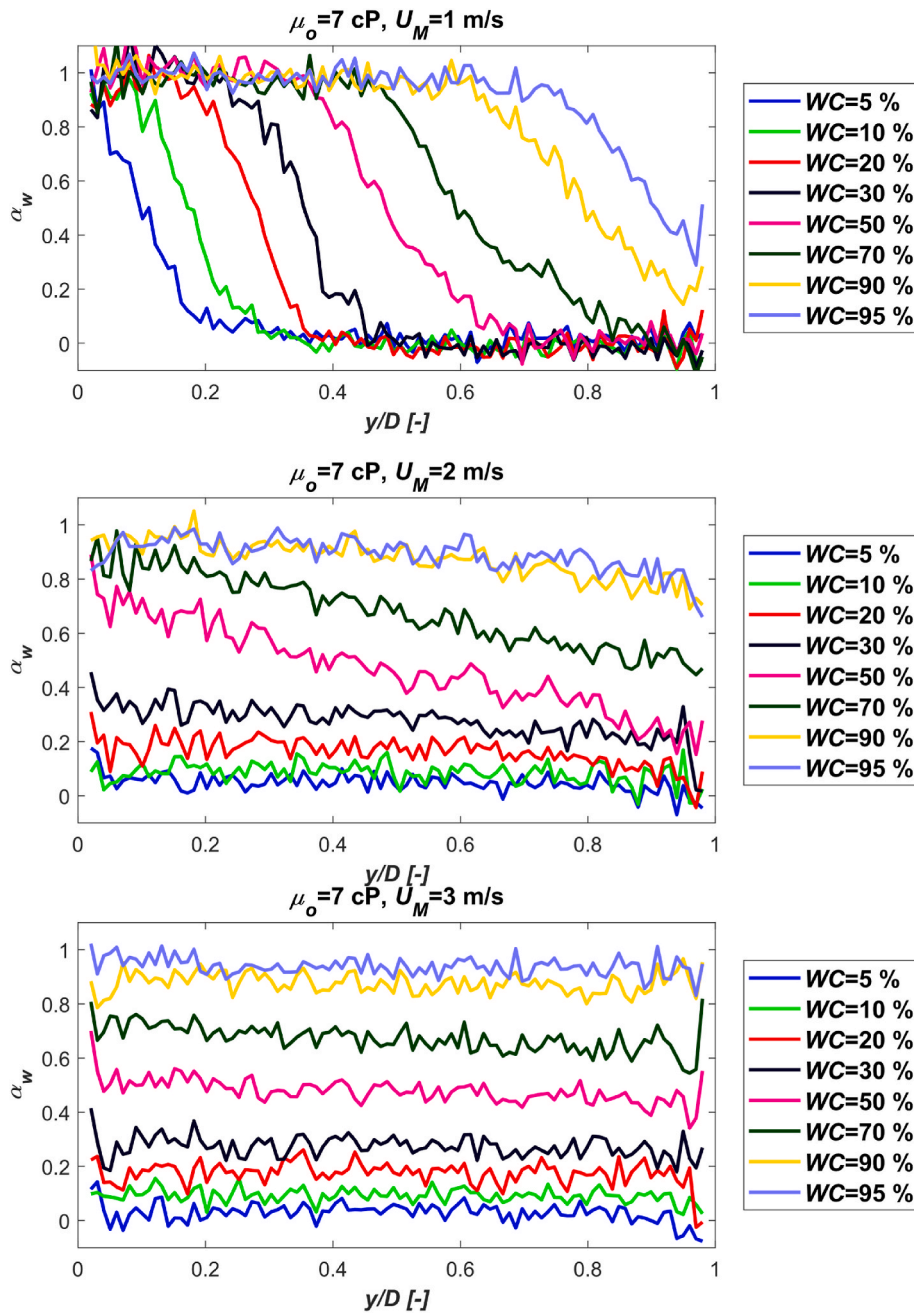 μo=7 cP, UM=1 m/s
αw
1
0.8
0.6
0.4
0.2
0
0 0.2 0.4 0.6 0.8 1
y/D [-]
WC=5 %
WC=10 %
WC=20 %
WC=30 %
WC=50 %
WC=70 %
WC=90 %
WC=95 %
μo=7 cP, UM=2 m/s
αw
1
0.8
0.6
0.4
0.2
0
0 0.2 0.4 0.6 0.8 1
y/D [-]
WC=5 %
WC=10 %
WC=20 %
WC=30 %
WC=50 %
WC=70 %
WC=90 %
WC=95 %
μo=7 cP, UM=3 m/s
αw
1
0.8
0.6
0.4
0.2
0
0 0.2 0.4 0.6 0.8 1
y/D [-]
WC=5 %
WC=10 %
WC=20 %
WC=30 %
WC=50 %
WC=70 %
WC=90 %
WC=95 %